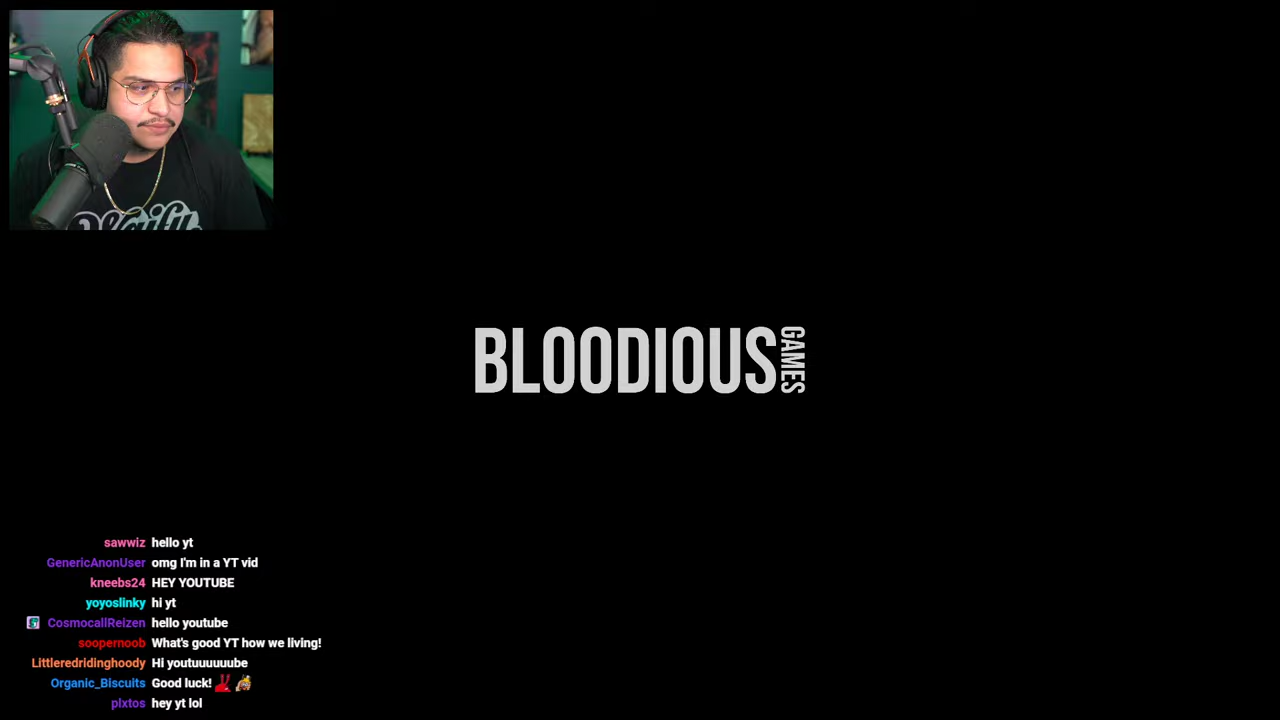 BLOODIOUS GAMES
sawwiz hello yt
GenericAnonUser omg I'm in a YT vid
kneebs24 HEY YOUTUBE
yoyoslinky hi yt
CosmocallReizen hello youtube
soopernoob What's good YT how we living!
Littleredridinghoody Hi youtuuuuuube
Organic_Biscuits Good luck!
plxtos hey yt lol